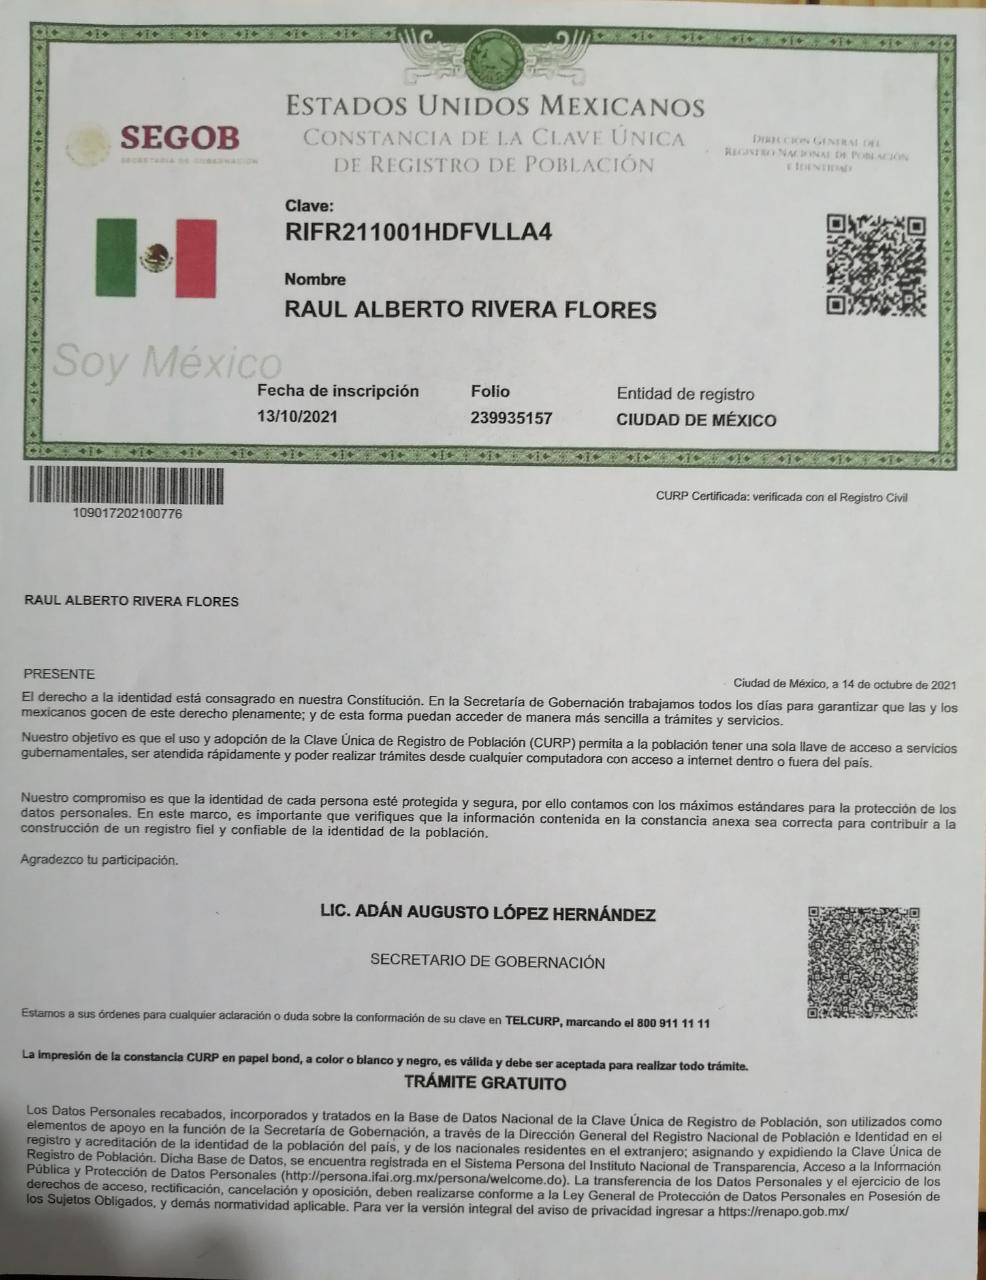 ESTADOS UNIDOS MEXICANOS
SEGOB
SECRETARÍA DE GOBERNACIÓN
CONSTANCIA DE LA CLAVE ÚNICA
DE REGISTRO DE POBLACIÓN
DIRECCIÓN GENERAL DEL
REGISTRO NACIONAL DE POBLACIÓN
E IDENTIDAD
Clave:
RIFR211001HDFVLLA4
Nombre
RAUL ALBERTO RIVERA FLORES
Soy México
Fecha de inscripción Folio Entidad de registro
13/10/2021 239935157 CIUDAD DE MÉXICO
109017202100776
CURP Certificada: verificada con el Registro Civil
RAUL ALBERTO RIVERA FLORES
PRESENTE
Ciudad de México, a 14 de octubre de 2021
El derecho a la identidad está consagrado en nuestra Constitución. En la Secretaría de Gobernación trabajamos todos los días para garantizar que las y los
mexicanos gocen de este derecho plenamente; y de esta forma puedan acceder de manera más sencilla a trámites y servicios.
Nuestro objetivo es que el uso y adopción de la Clave Única de Registro de Población (CURP) permita a la población tener una sola llave de acceso a servicios
gubernamentales, ser atendida rápidamente y poder realizar trámites desde cualquier computadora con acceso a internet dentro o fuera del país.
Nuestro compromiso es que la identidad de cada persona esté protegida y segura, por ello contamos con los máximos estándares para la protección de los
datos personales. En este marco, es importante que verifiques que la información contenida en la constancia anexa sea correcta para contribuir a la
construcción de un registro fiel y confiable de la identidad de la población.
Agradezco tu participación.
LIC. ADÁN AUGUSTO LÓPEZ HERNÁNDEZ
SECRETARIO DE GOBERNACIÓN
Estamos a sus órdenes para cualquier aclaración o duda sobre la conformación de su clave en TELCURP, marcando el 800 911 11 11
La impresión de la constancia CURP en papel bond, a color o blanco y negro, es válida y debe ser aceptada para realizar todo trámite.
TRÁMITE GRATUITO
Los Datos Personales recabados, incorporados y tratados en la Base de Datos Nacional de la Clave Única de Registro de Población, son utilizados como
elementos de apoyo en la función de la Secretaría de Gobernación, a través de la Dirección General del Registro Nacional de Población e Identidad en el
registro y acreditación de la identidad de la población del país, y de los nacionales residentes en el extranjero; asignando y expidiendo la Clave Única de
Registro de Población. Dicha Base de Datos, se encuentra registrada en el Sistema Persona del Instituto Nacional de Transparencia, Acceso a la Información
Pública y Protección de Datos Personales (http://persona.ifai.org.mx/persona/welcome.do). La transferencia de los Datos Personales y el ejercicio de los
derechos de acceso, rectificación, cancelación y oposición, deben realizarse conforme a la Ley General de Protección de Datos Personales en Posesión de
los Sujetos Obligados, y demás normatividad aplicable. Para ver la versión integral del aviso de privacidad ingresar a https://renapo.gob.mx/